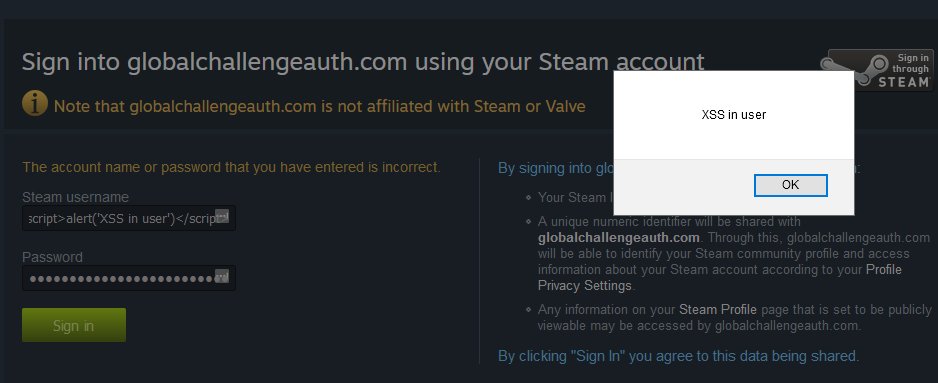 Sign into globalchallengeauth.com using your Steam account
Sign in
through
STEAM
Note that globalchallengeauth.com is not affiliated with Steam or Valve
XSS in user
OK
The account name or password that you have entered is incorrect.
Steam username
script>alert('XSS in user')</script
Password
Sign in
By signing into
Your Steam
A unique numeric identifier will be shared with
globalchallengeauth.com. Through this, globalchallengeauth.com
will be able to identify your Steam community profile and access
information about your Steam account according to your Profile
Privacy Settings.
Any information on your Steam Profile page that is set to be publicly
viewable may be accessed by globalchallengeauth.com.
By clicking "Sign In" you agree to this data being shared.